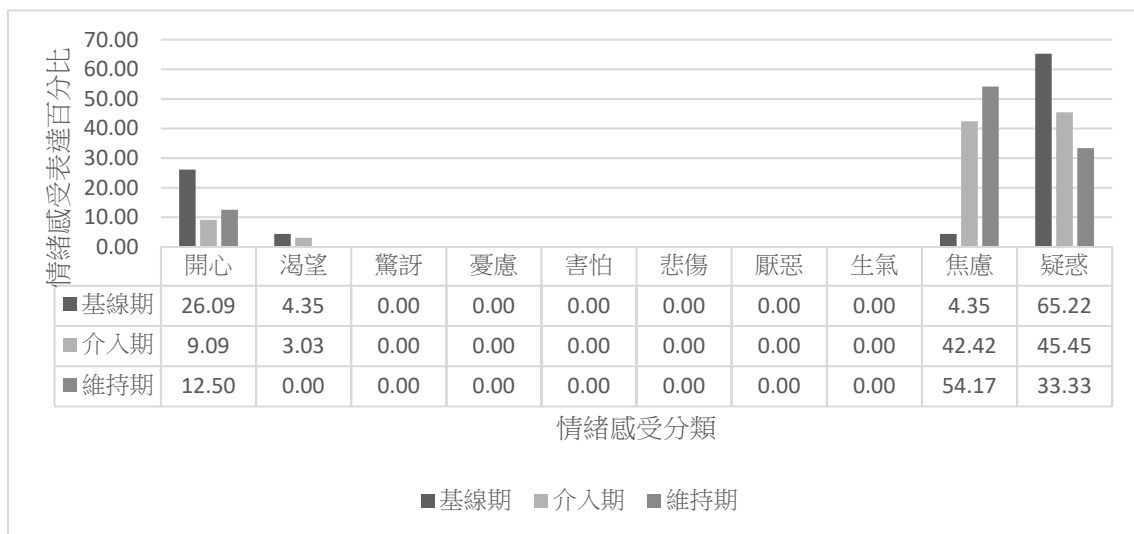 情緒感受表達百分比
70.00
60.00
50.00
40.00
30.00
20.00
10.00
0.00
開心 渴望 驚訝 憂慮 害怕 悲傷 厭惡 生氣 焦慮 疑惑
基線期 26.09 4.35 0.00 0.00 0.00 0.00 0.00 0.00 4.35 65.22
介入期 9.09 3.03 0.00 0.00 0.00 0.00 0.00 0.00 42.42 45.45
維持期 12.50 0.00 0.00 0.00 0.00 0.00 0.00 0.00 54.17 33.33
情緒感受分類
基線期 介入期 維持期